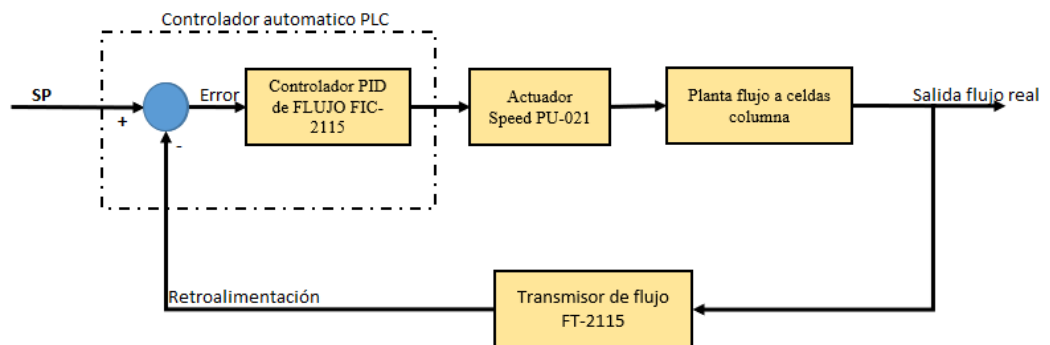 Controlador automatico PLC
SP
+
-
Error
Controlador PID
de FLUJO FIC-
2115
Actuador
Speed PU-021
Planta flujo a celdas
columna
Salida flujo real
Retroalimentación
Transmisor de flujo
FT-2115